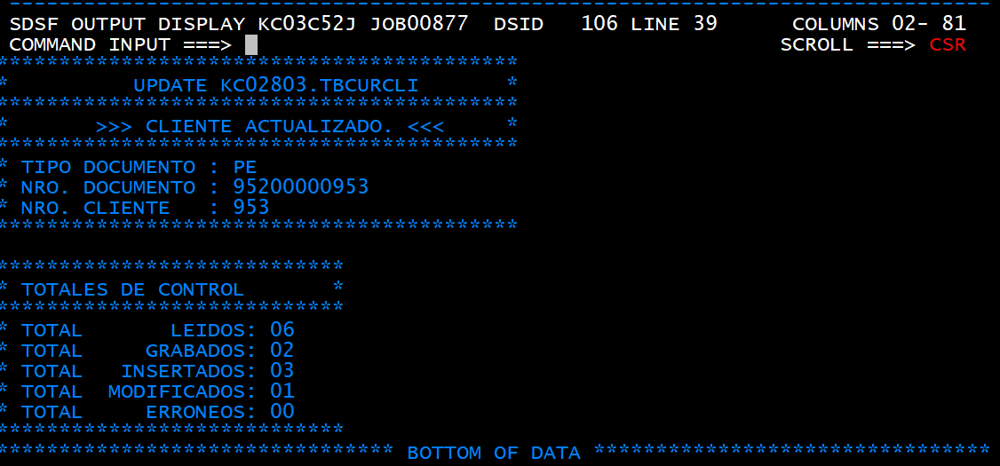 --------------------------------------------------------------------------------
SDSF OUTPUT DISPLAY KC03C52J JOB00877  DSID   106 LINE 39      COLUMNS 02- 81
COMMAND INPUT ===>                                            SCROLL ===> CSR
******************************************
*          UPDATE KC02803.TBCURCLI       *
******************************************
*       >>> CLIENTE ACTUALIZADO. <<<     *
******************************************
* TIPO DOCUMENTO : PE
* NRO. DOCUMENTO : 95200000953
* NRO. CLIENTE   : 953
******************************************
****************************
* TOTALES DE CONTROL       *
****************************
* TOTAL       LEIDOS: 06
* TOTAL     GRABADOS: 02
* TOTAL   INSERTADOS: 03
* TOTAL  MODIFICADOS: 01
* TOTAL     ERRONEOS: 00
****************************
******************************** BOTTOM OF DATA ********************************